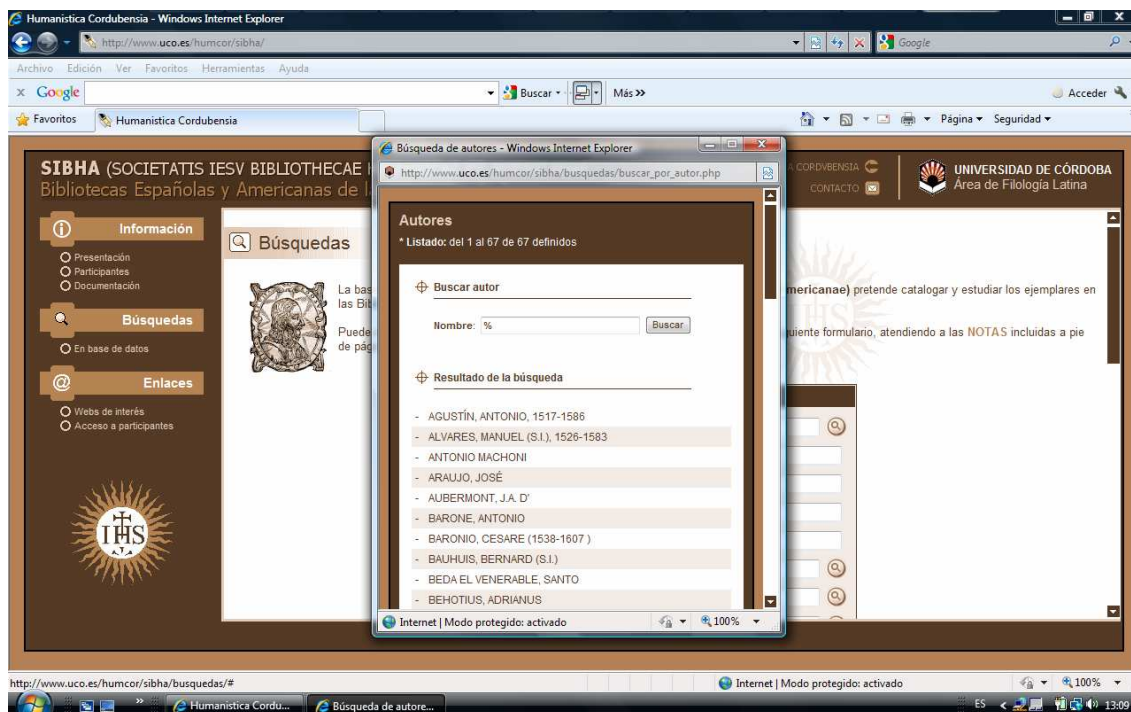 Humanistica Cordubensia - Windows Internet Explorer
http://www.uco.es/humcor/sibha/
Google
Archivo Edición Ver Favoritos Herramientas Ayuda
x Google
Buscar
Más >>
Acceder
Favoritos
Humanistica Cordubensia
Página Seguridad
SIBHA (SOCIETATIS IESV BIBLIOTHECAE
Bibliotecas Españolas y Americanas de l
CONTACTO
UNIVERSIDAD DE CÓRDOBA
Área de Filología Latina
Información
Presentación
Participantes
Documentación
Búsquedas
En base de datos
@ Enlaces
Webs de interés
Acceso a participantes
IHS
Búsquedas
La bas
las Bib
Puede
de pág
mericanae) pretende catalogar y estudiar los ejemplares en
uiente formulario, atendiendo a las NOTAS incluidas a pie
Búsqueda de autores - Windows Internet Explorer
http://www.uco.es/humcor/sibha/busquedas/buscar_por_autor.php
Autores
* Listado: del 1 al 67 de 67 definidos
Buscar autor
Nombre: % Buscar
Resultado de la búsqueda
- AGUSTÍN, ANTONIO, 1517-1586
- ALVARES, MANUEL (S.I.), 1526-1583
- ANTONIO MACHONI
- ARAUJO, JOSÉ
- AUBERMONT, J.A. D'
- BARONE, ANTONIO
- BARONIO, CESARE (1538-1607 )
- BAUHUIS, BERNARD (S.I.)
- BEDA EL VENERABLE, SANTO
- BEHOTIUS, ADRIANUS
Internet | Modo protegido: activado 100%
http://www.uco.es/humcor/sibha/busquedas/#
Internet | Modo protegido: activado 100%
Humanistica Cordu...
Búsqueda de autore...
ES
13:09